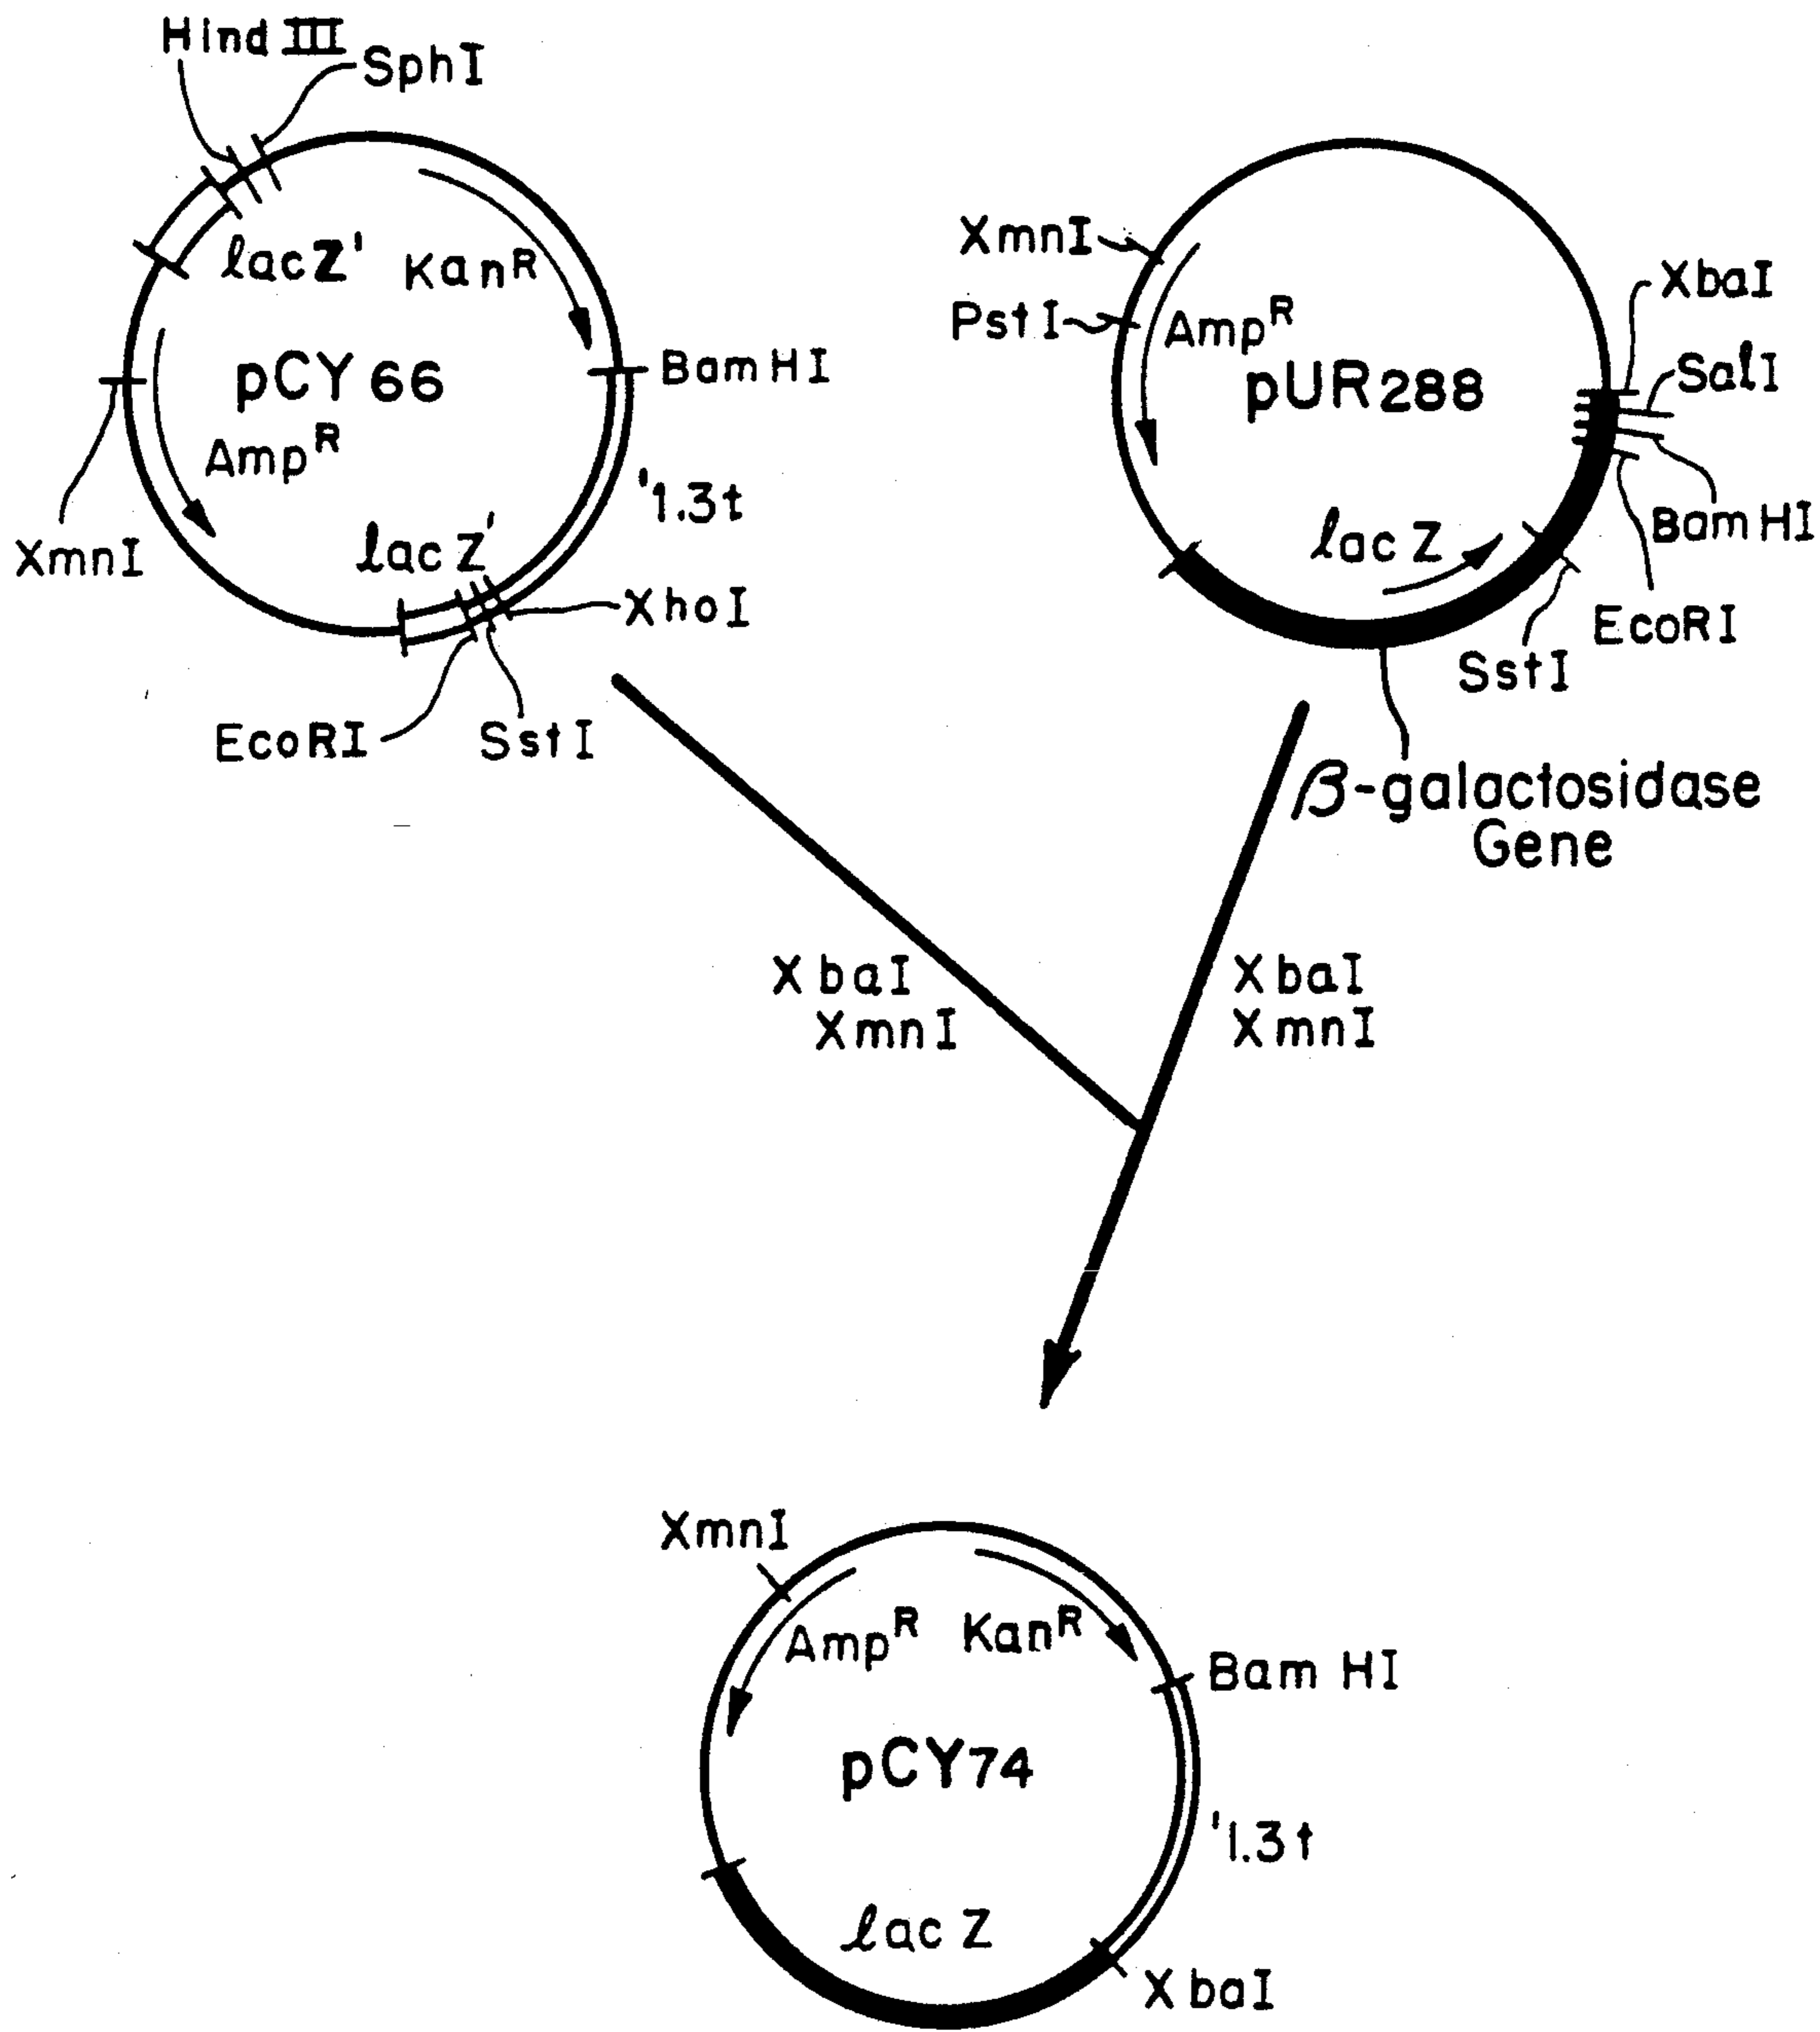 Hind III
SphI
lacZ'
KanR
pCY66
AmpR
BamHI
'1.3t
lacZ'
XmnI
XhoI
EcoRI
SstI
XmnI
PstI
AmpR
pUR288
XbaI
SalI
BamHI
lacZ
EcoRI
SstI
β-galactosidase
Gene
XbaI
XmnI
XbaI
XmnI
XmnI
AmpR
KanR
Bam HI
pCY74
'1.3t
lacZ
XbaI